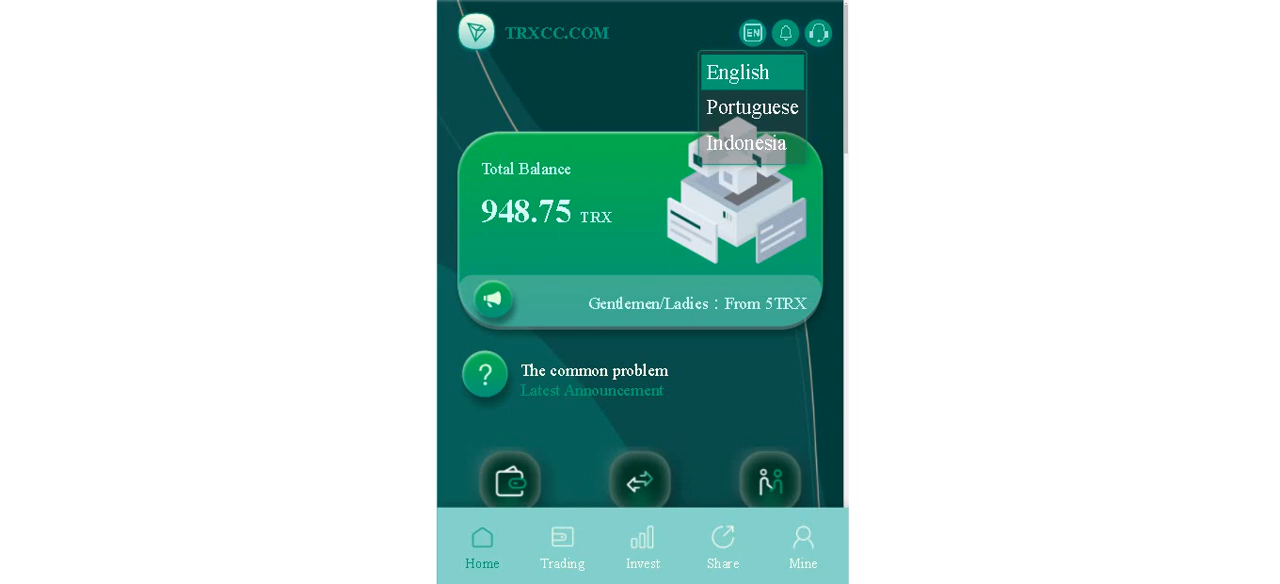 TRXCC.COM
EN
English
Portuguese
Indonesia
Total Balance
948.75 TRX
Gentlemen/Ladies：From 5TRX
?
The common problem
Latest Announcement
Home
Trading
Invest
Share
Mine